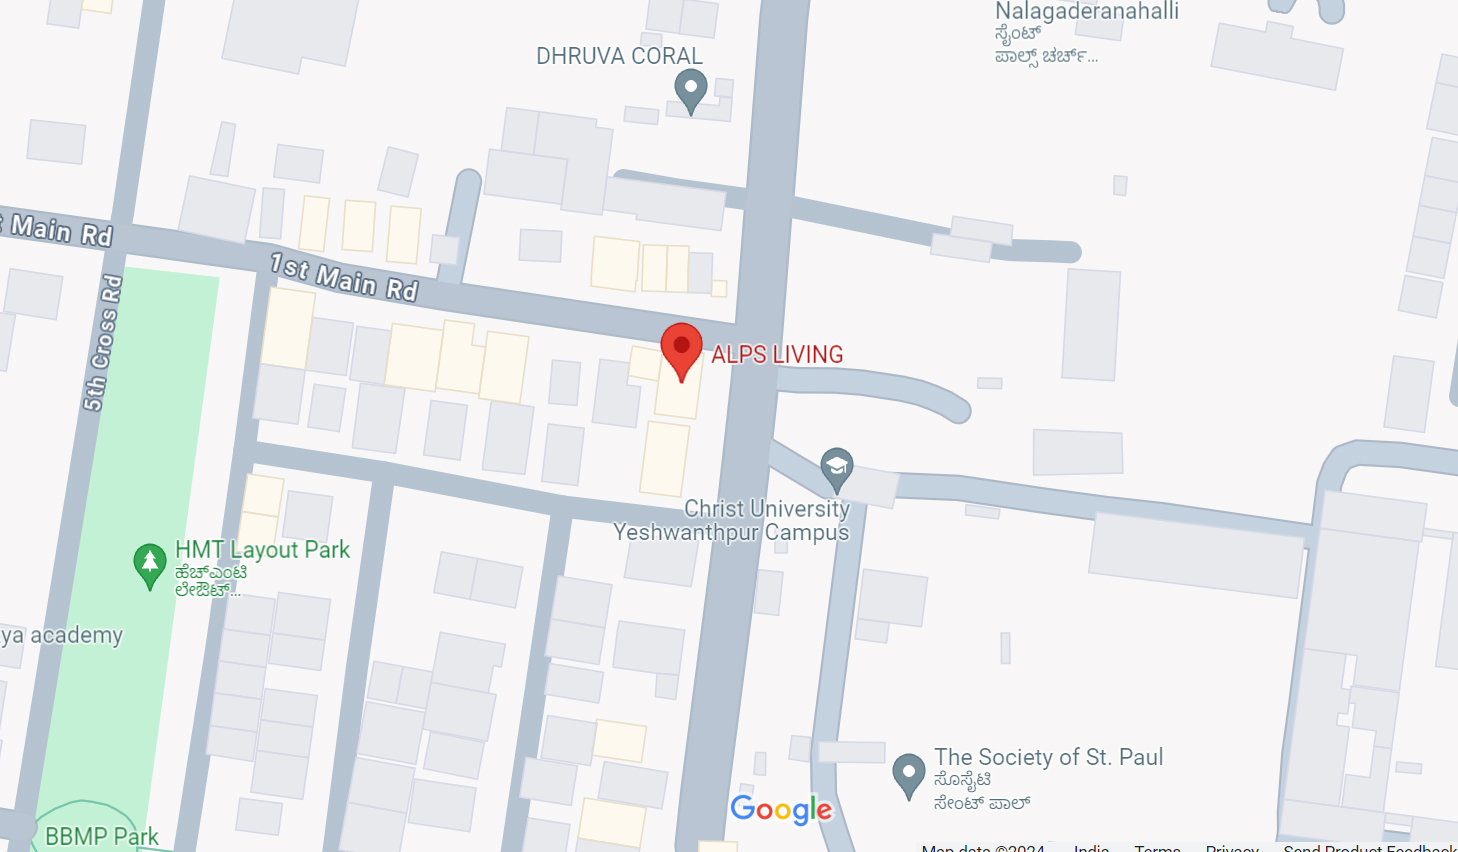 Nalagaderanahalli
ಸೈಂಟ್
ಪಾಲ್ಸ್ ಚರ್ಚ್...
DHRUVA CORAL
t Main Rd
1st Main Rd
5th Cross Rd
ALPS LIVING
Christ University
Yeshwanthpur Campus
HMT Layout Park
ಹೆಚ್ಎಂಟಿ
ಲೇಔಟ್...
ya academy
The Society of St. Paul
ಸೊಸೈಟಿ
ಸೇಂಟ್ ಪಾಲ್
Google
BBMP Park
Map data ©2024 India Terms Privacy Send Product Feedback